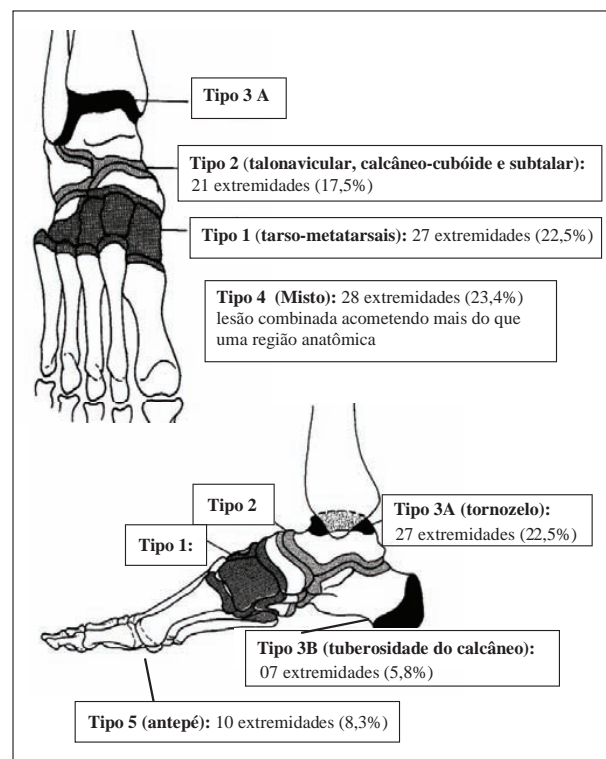 Tipo 3 A
Tipo 2 (talonavicular, calcâneo-cubóide e subtalar):
21 extremidades (17,5%)
Tipo 1 (tarso-metatarsais): 27 extremidades (22,5%)
Tipo 4 (Misto): 28 extremidades (23,4%)
lesão combinada acometendo mais do que
uma região anatômica
Tipo 2
Tipo 3A (tornozelo):
27 extremidades (22,5%)
Tipo 1:
Tipo 3B (tuberosidade do calcâneo):
07 extremidades (5,8%)
Tipo 5 (antepé): 10 extremidades (8,3%)